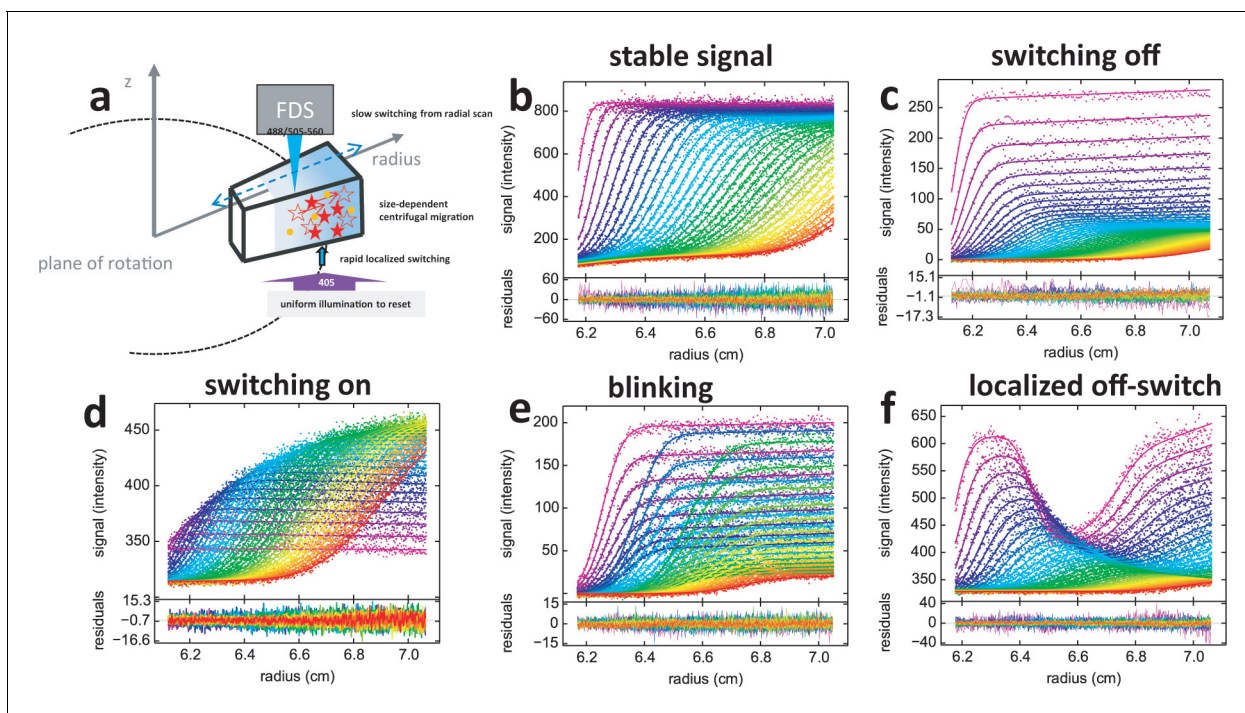 a
z
FDS
488/505-560
slow switching from radial scan
radius
size-dependent
centrifugal migration
plane of rotation
rapid localized switching
405
uniform illumination to reset
stable signal
b
signal (intensity)
800
600
400
200
residuals
60
0
−60
6.2 6.4 6.6 6.8 7.0
radius (cm)
switching off
c
signal (intensity)
250
200
150
100
50
0
residuals
15.1
−1.1
−17.3
6.2 6.4 6.6 6.8 7.0
radius (cm)
switching on
d
signal (intensity)
450
400
350
residuals
15.3
−0.7
−16.6
6.2 6.4 6.6 6.8 7.0
radius (cm)
blinking
e
signal (intensity)
200
150
100
50
residuals
15
0
−15
6.2 6.4 6.6 6.8 7.0
radius (cm)
localized off-switch
f
signal (intensity)
650
600
550
500
450
400
350
residuals
40
0
−40
6.2 6.4 6.6 6.8 7.0
radius (cm)